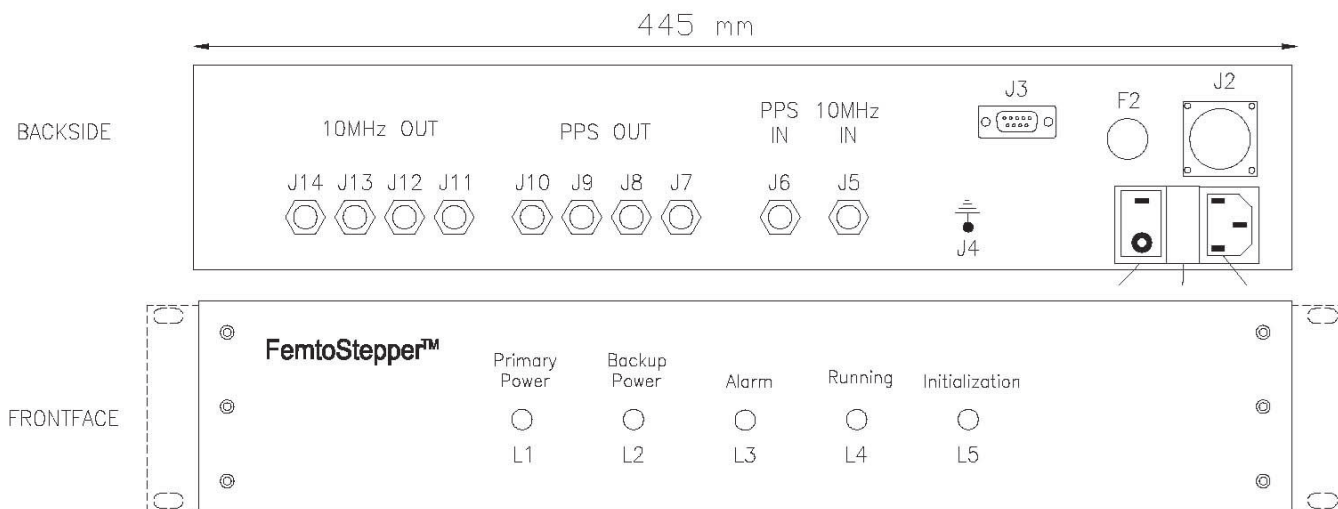 445 mm
BACKSIDE
10MHz OUT
PPS OUT
PPS IN
10MHz IN
J3
F2
J2
J14 J13 J12 J11
J10 J9 J8 J7
J6
J5
J4
FRONTFACE
FemtoStepper™
Primary Power
Backup Power
Alarm
Running
Initialization
L1
L2
L3
L4
L5